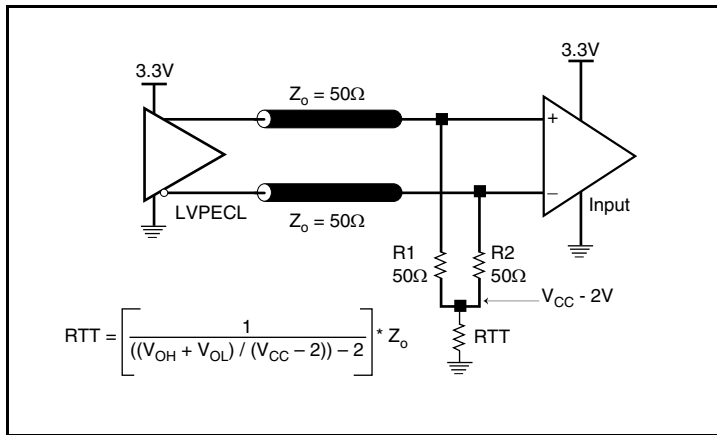 3.3V
3.3V
Zo = 50Ω
+
–
LVPECL
Input
Zo = 50Ω
R1
50Ω
R2
50Ω
VCC - 2V
RTT = [ 1 / ((VOH + VOL) / (VCC – 2)) – 2 ] * Zo
RTT